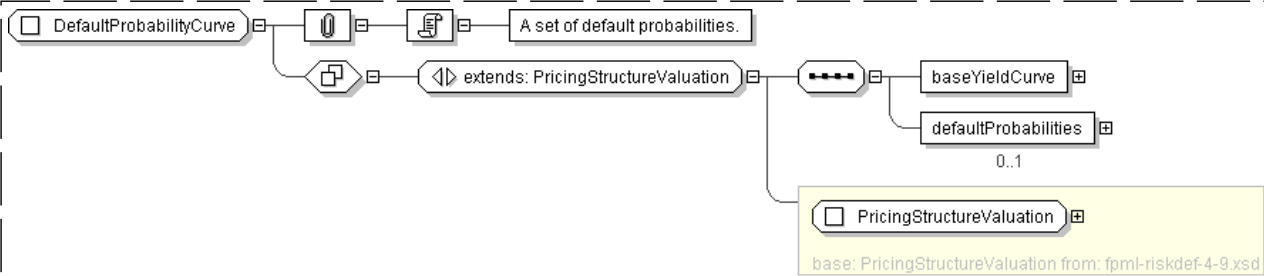 DefaultProbabilityCurve
A set of default probabilities.
extends: PricingStructureValuation
baseYieldCurve
defaultProbabilities
0..1
PricingStructureValuation
base: PricingStructureValuation from: fpml-riskdef-4-9.xsd